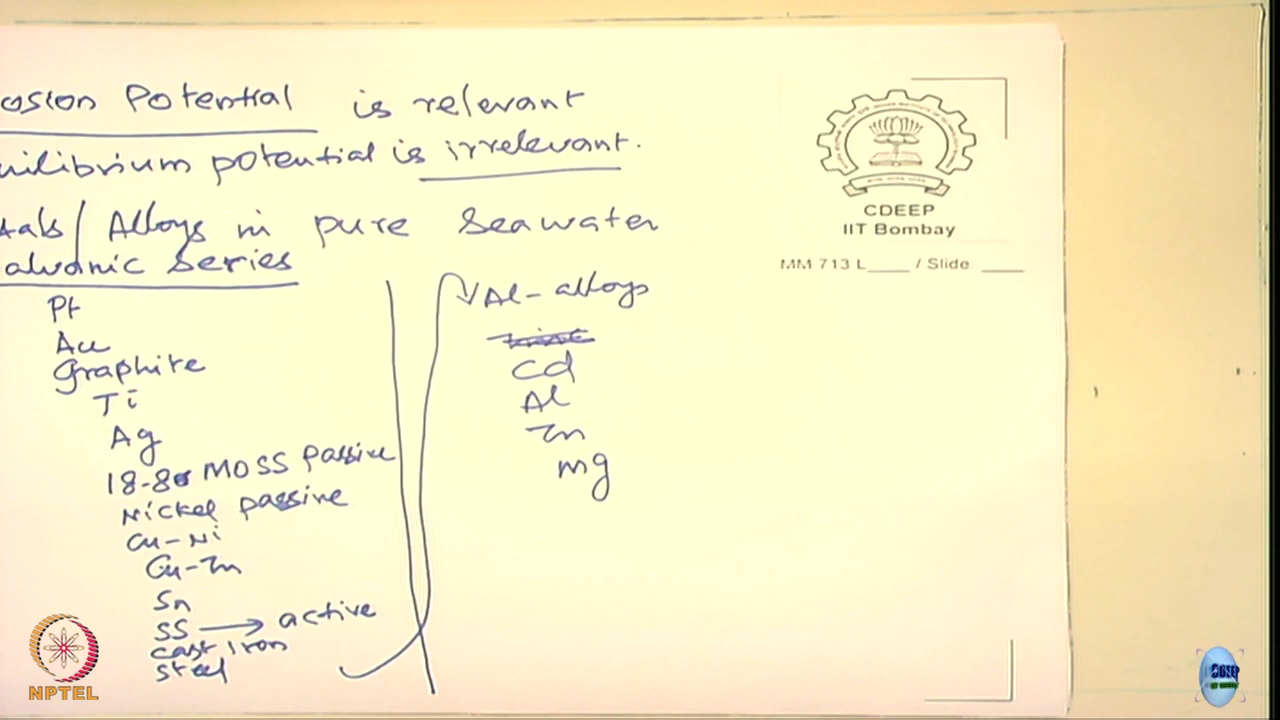 osion Potential is relevant
uilibrium potential is irrelevant.
tals/ Alloys in pure seawater
alvanic series
Pt
Au
Graphite
Ti
Ag
18-8 MOSS Passive
Nickel passive
Cu-Ni
Cu-Zn
Sn
SS → active
cast iron
steel
Al-alloys
Cd
Al
Zn
mg
CDEEP
IIT Bombay
MM 713 L____ / Slide ____
NPTEL